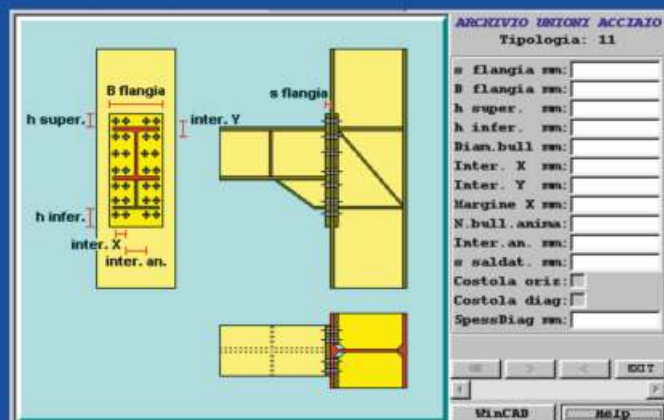 B flangia
s flangia
h super.
inter. Y
h infer.
inter. X
inter. an.
ARCHIVIO UNIONI ACCIAIO
Tipologia: 11
s flangia mm:
B flangia mm:
h super. mm:
h infer. mm:
Diam.bull mm:
Inter. X mm:
Inter. Y mm:
Margine X mm:
N.bull.anima:
Inter.an. mm:
s saldat. mm:
Costola oriz:
Costola diag:
SpessDiag mm:
OK
>
<
EXIT
WinCAD
Help